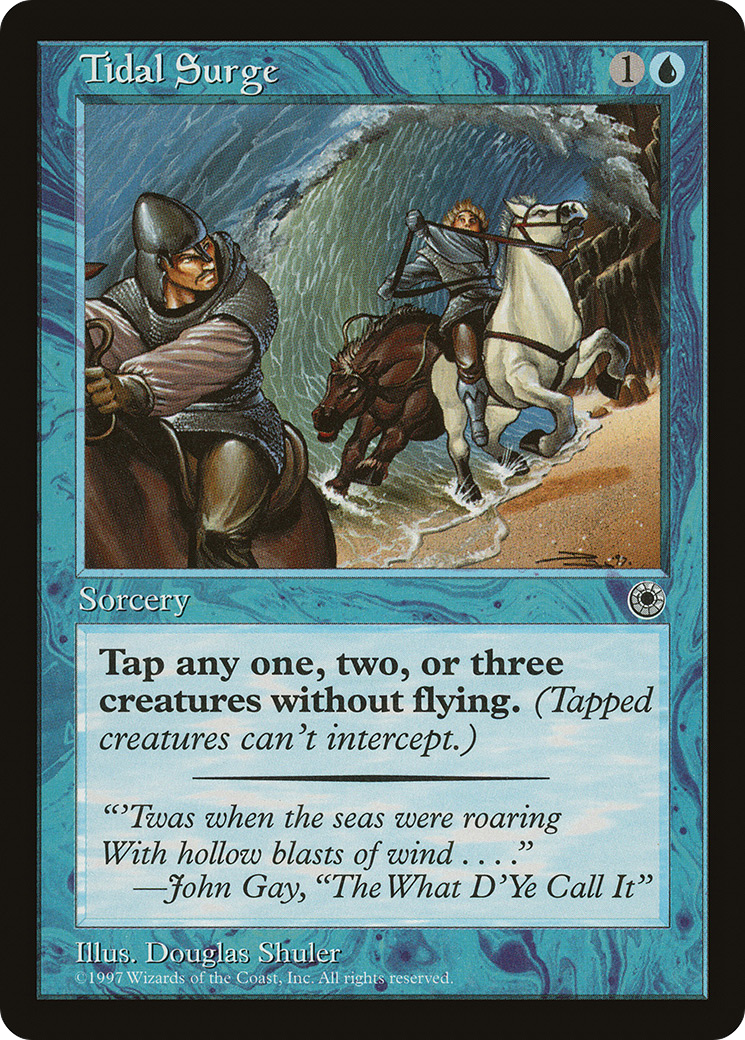 Tidal Surge 1
Sorcery
Tap any one, two, or three
creatures without flying. (Tapped
creatures can't intercept.)
“’Twas when the seas were roaring
With hollow blasts of wind . . . .”
—John Gay, “The What D’Ye Call It”
Illus. Douglas Shuler
©1997 Wizards of the Coast, Inc. All rights reserved.